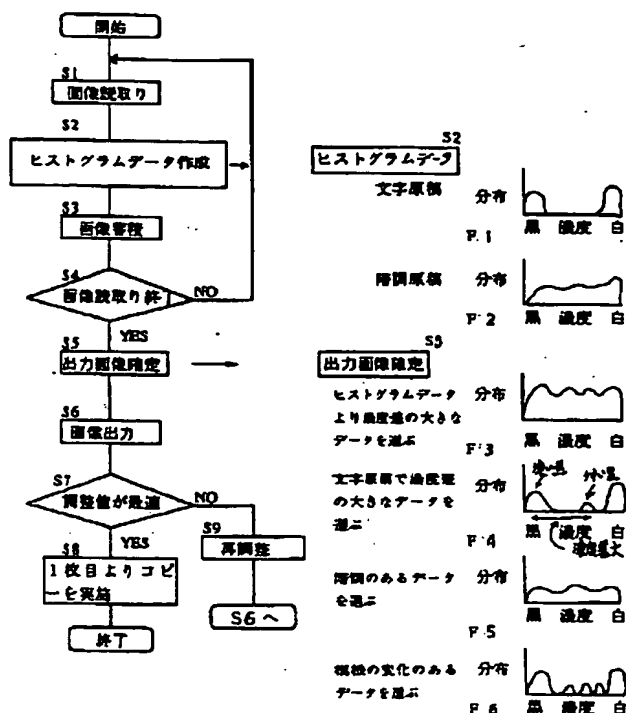 開始
S1
画像読取り
S2
ヒストグラムデータ作成
S3
画像蓄積
S4
画像読取り終了
NO
YES
S5
出力画像確定
S6
画像出力
S7
調整値が最適
NO
YES
S8
1枚目よりコピ
ーを実施
終了
S9
再調整
S6へ
S2
ヒストグラムデータ
文字原稿
分布
F.1
黒 濃度 白
階調原稿
分布
F.2
黒 濃度 白
S5
出力画像確定
ヒストグラムデータ
より濃度差の大きな
データを選ぶ
分布
F.3
黒 濃度 白
文字原稿で濃度差
の大きなデータを
選ぶ
分布
F.4
黒 濃度 白
階調のあるデータ
を選ぶ
分布
F.5
黒 濃度 白
模様の変化のある
データを選ぶ
分布
F.6
黒 濃度 白